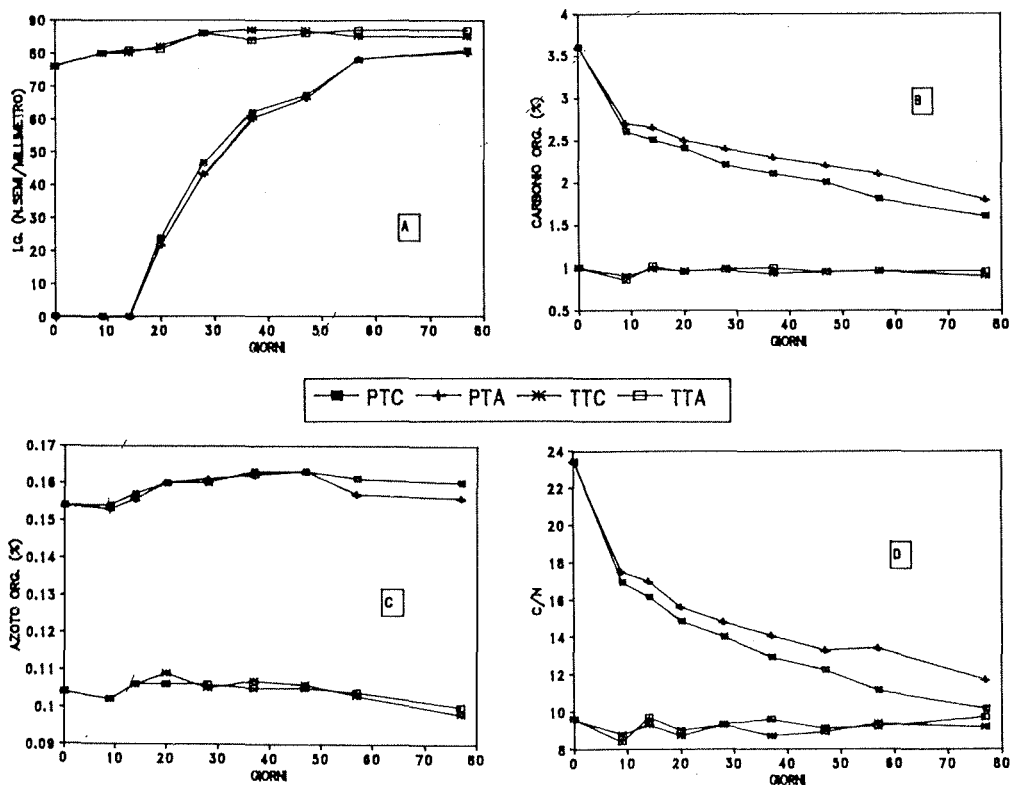 I.G. (N.SEMI/MILLIMETRO)
90
80
70
60
50
40
30
20
10
0
A
0 10 20 30 40 50 60 70 80
GIORNI
CARBONIO ORG. (%)
4
3.5
3
2.5
2
1.5
1
0.5
B
0 10 20 30 40 50 60 70 80
GIORNI
PTC PTA TTC TTA
AZOTO ORG. (%)
0.17
0.16
0.15
0.14
0.13
0.12
0.11
0.1
0.09
C
0 10 20 30 40 50 60 70 80
GIORNI
C/N
24
22
20
18
16
14
12
10
8
D
0 10 20 30 40 50 60 70 80
GIORNI